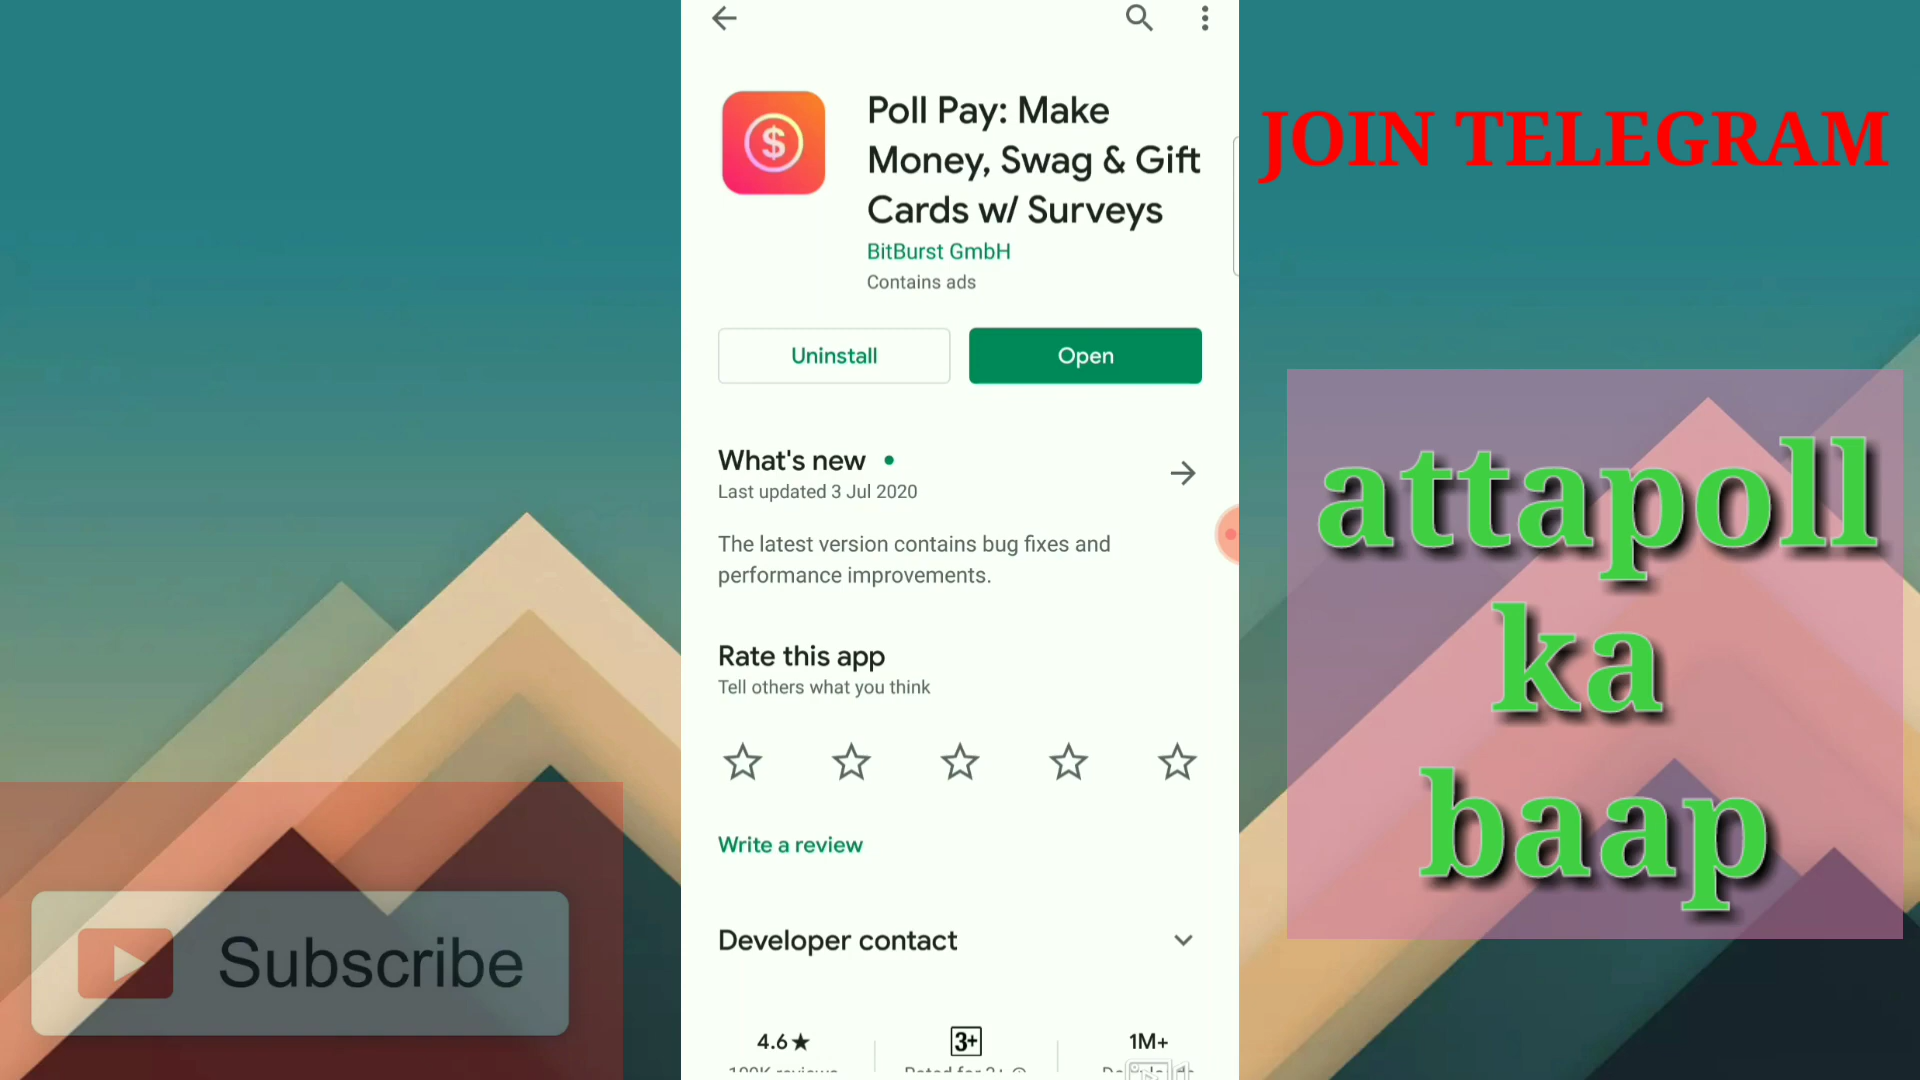 Poll Pay: Make
Money, Swag & Gift
Cards w/ Surveys
BitBurst GmbH
Contains ads
Uninstall
Open
What's new
Last updated 3 Jul 2020
The latest version contains bug fixes and
performance improvements.
Rate this app
Tell others what you think
Write a review
Developer contact
4.6★
3+
1M+
JOIN TELEGRAM
attapoll
ka
baap
Subscribe